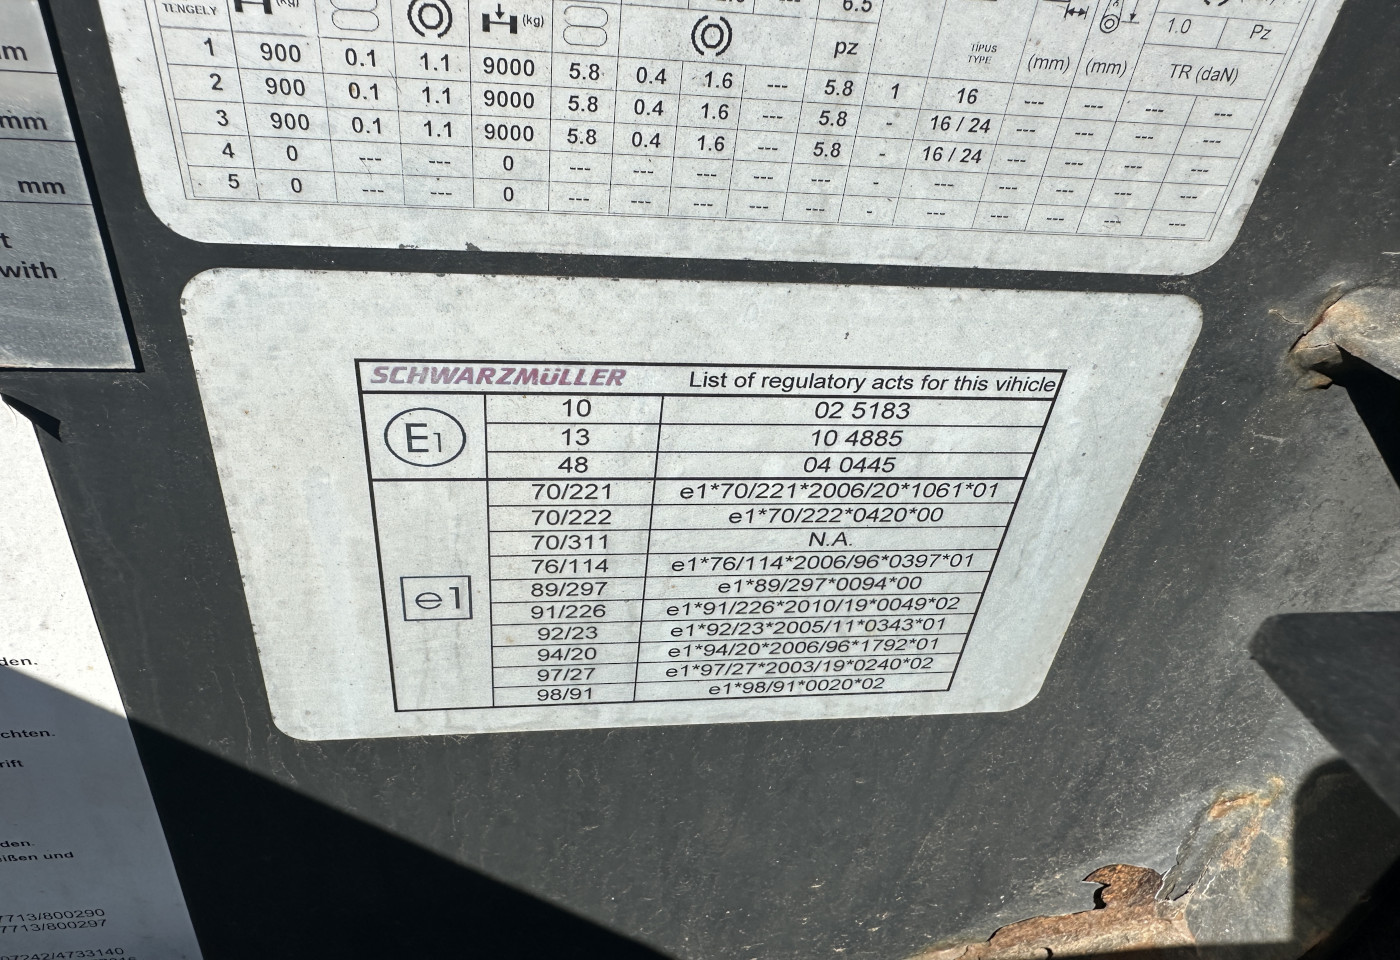 6.5
TENGELY (kg) (kg) pz TÍPUS TYPE (mm) (mm) 1.0 Pz TR (daN)
1 900 0.1 1.1 9000 5.8 0.4 1.6 --- 5.8 1 16 --- --- --- ---
2 900 0.1 1.1 9000 5.8 0.4 1.6 --- 5.8 - 16 / 24 --- --- --- ---
3 900 0.1 1.1 9000 5.8 0.4 1.6 --- 5.8 - 16 / 24 --- --- --- ---
4 0 --- --- 0 --- --- --- --- --- - --- --- --- --- ---
5 0 --- --- 0 --- --- --- --- --- - --- --- --- --- ---
mm
mm
mm
with
SCHWARZMÜLLER List of regulatory acts for this vihicle
E1
10 02 5183
13 10 4885
48 04 0445
e1
70/221 e1*70/221*2006/20*1061*01
70/222 e1*70/222*0420*00
70/311 N.A.
76/114 e1*76/114*2006/96*0397*01
89/297 e1*89/297*0094*00
91/226 e1*91/226*2010/19*0049*02
92/23 e1*92/23*2005/11*0343*01
94/20 e1*94/20*2006/96*1792*01
97/27 e1*97/27*2003/19*0240*02
98/91 e1*98/91*0020*02
den.
chten.
rift
den.
ißen und
7713/800290
7713/800297
07242/4733140